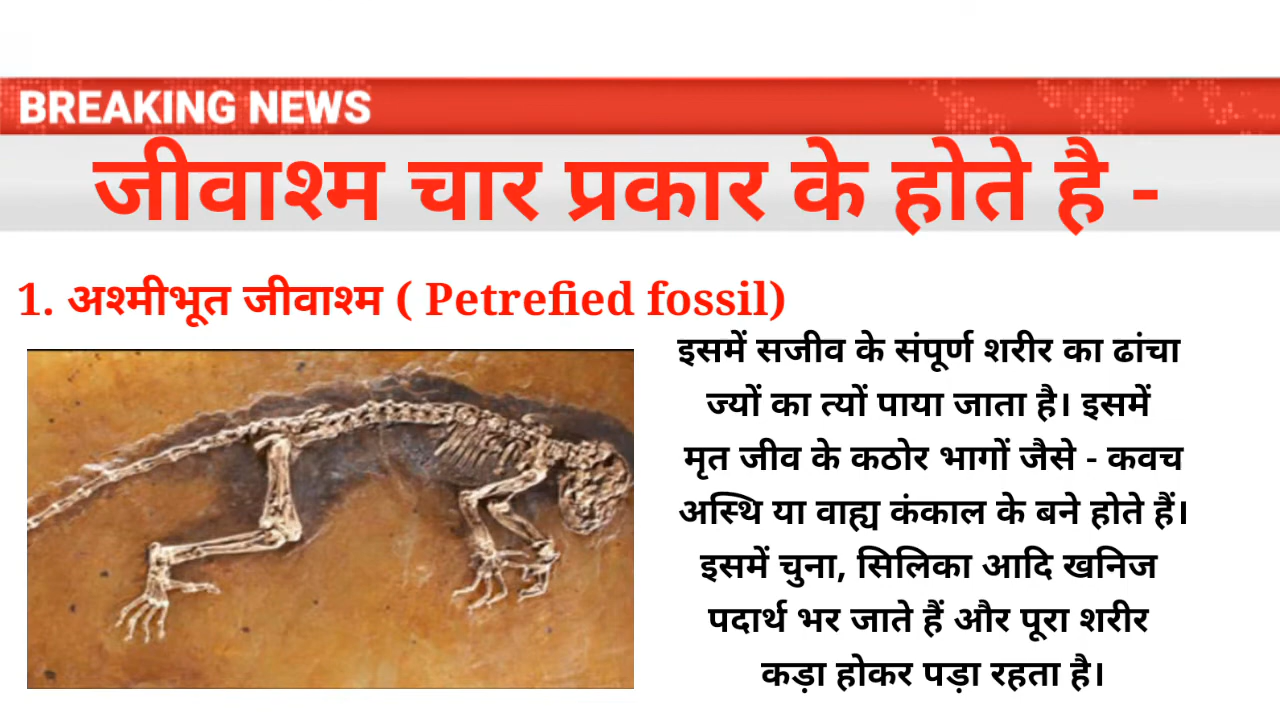 BREAKING NEWS
जीवाश्म चार प्रकार के होते है -
1. अश्मीभूत जीवाश्म ( Petrefied fossil)
इसमें सजीव के संपूर्ण शरीर का ढांचा
ज्यों का त्यों पाया जाता है। इसमें
मृत जीव के कठोर भागों जैसे - कवच
अस्थि या वाह्य कंकाल के बने होते हैं।
इसमें चुना, सिलिका आदि खनिज
पदार्थ भर जाते हैं और पूरा शरीर
कड़ा होकर पड़ा रहता है।